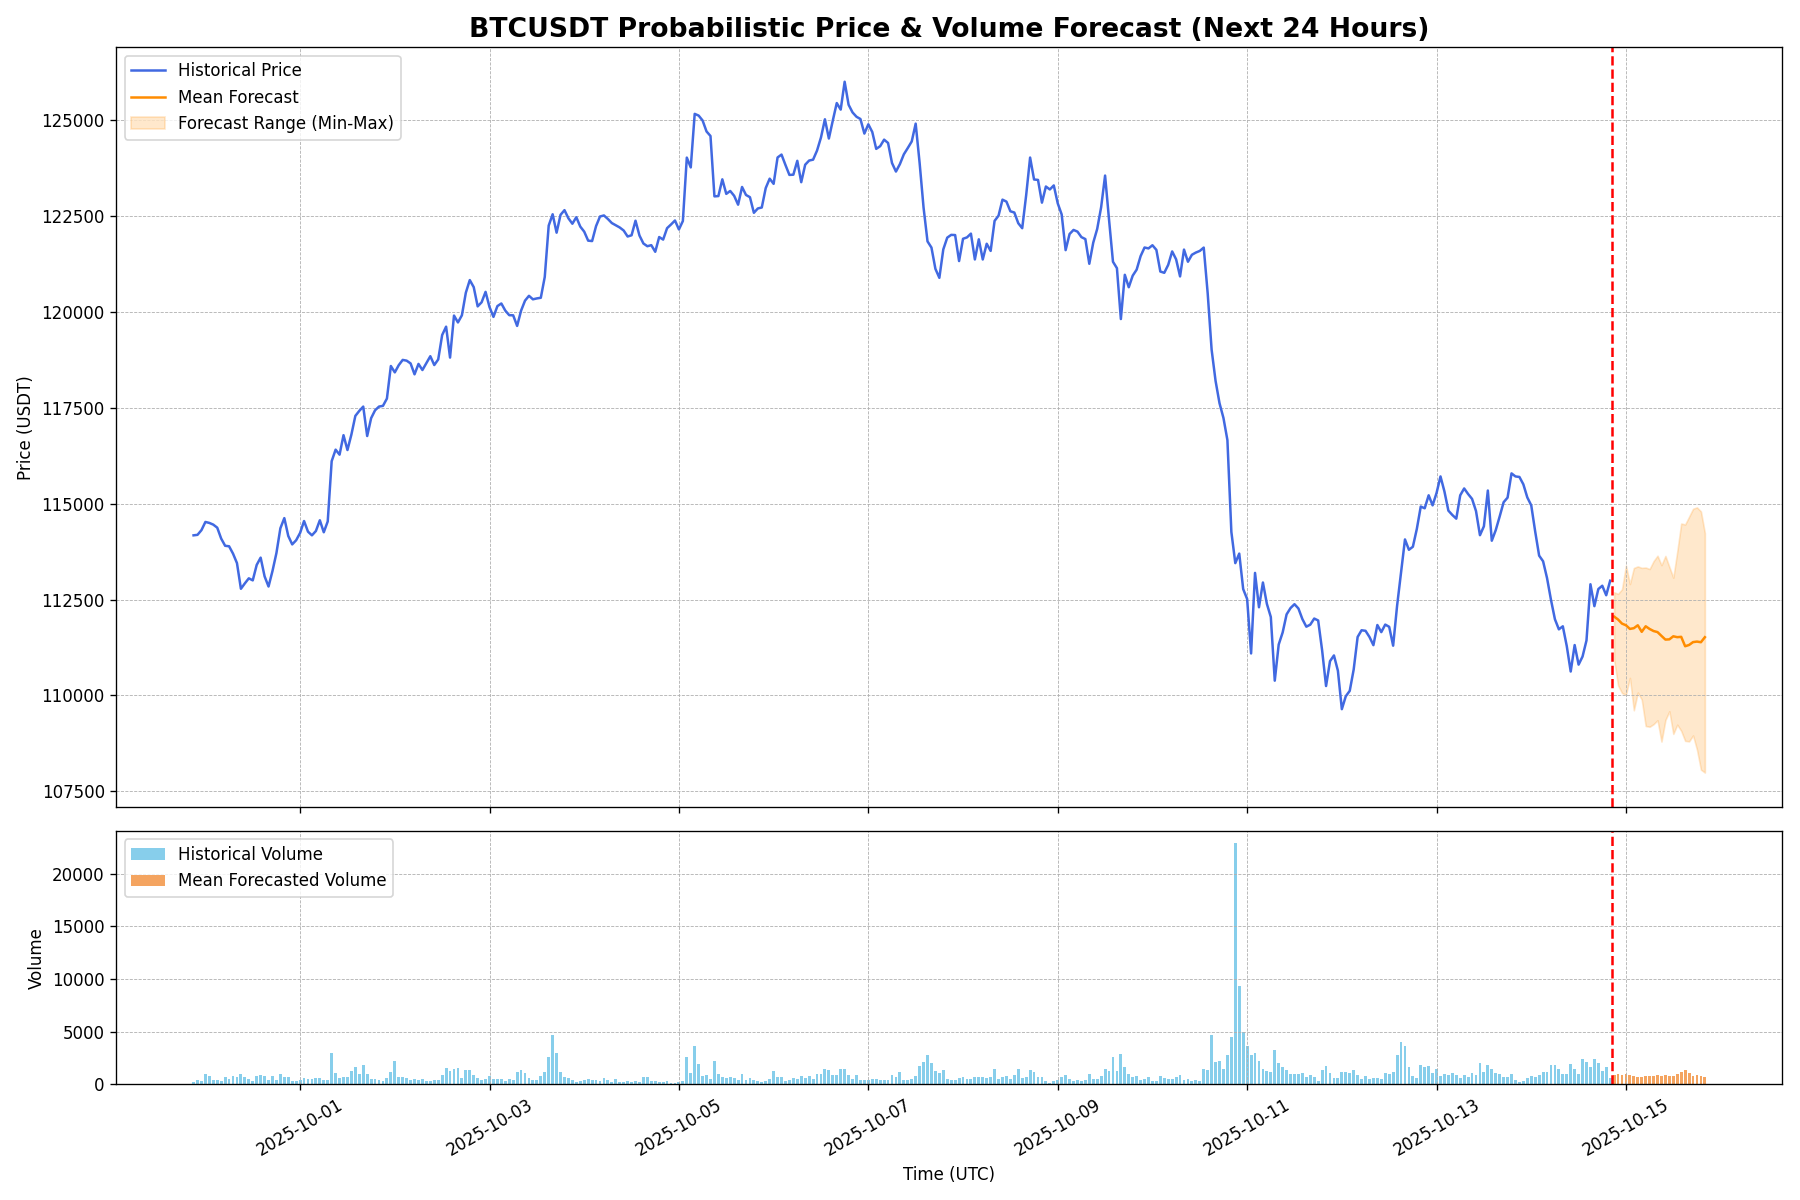 BTCUSDT Probabilistic Price & Volume Forecast (Next 24 Hours)
Historical Price
Mean Forecast
Forecast Range (Min-Max)
Price (USDT)
125000
122500
120000
117500
115000
112500
110000
107500
Historical Volume
Mean Forecasted Volume
Volume
20000
15000
10000
5000
0
2025-10-01
2025-10-03
2025-10-05
2025-10-07
2025-10-09
2025-10-11
2025-10-13
2025-10-15
Time (UTC)